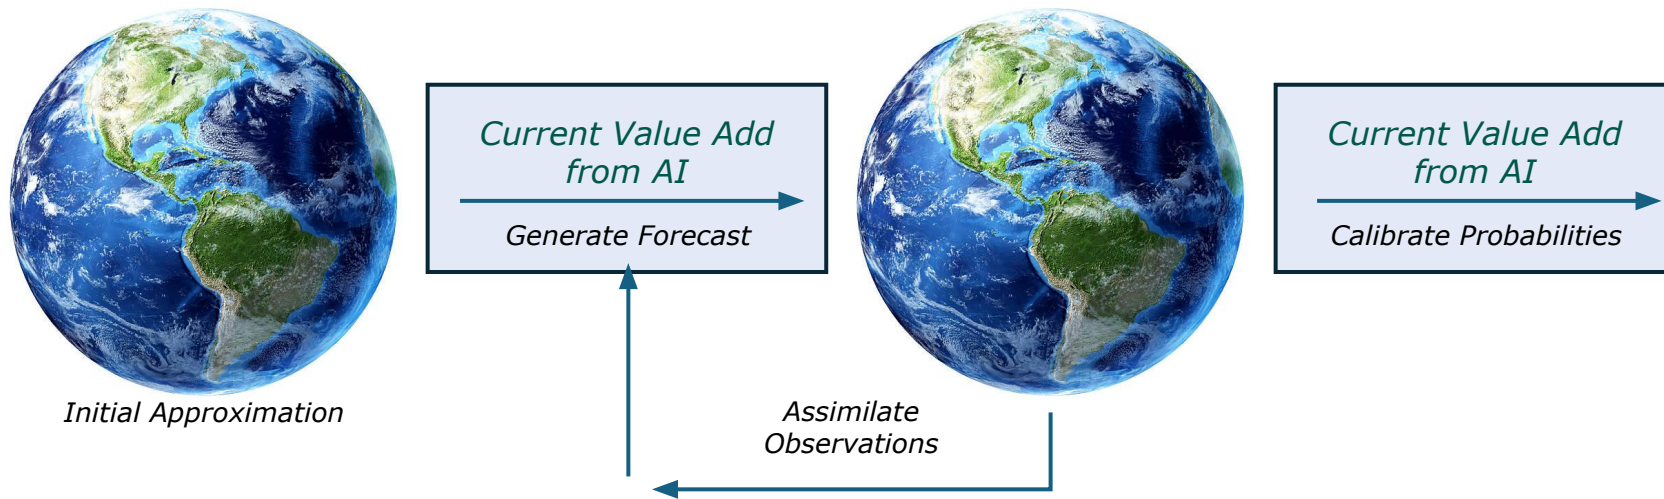 Current Value Add
from AI
Generate Forecast
Current Value Add
from AI
Calibrate Probabilities
Initial Approximation
Assimilate
Observations